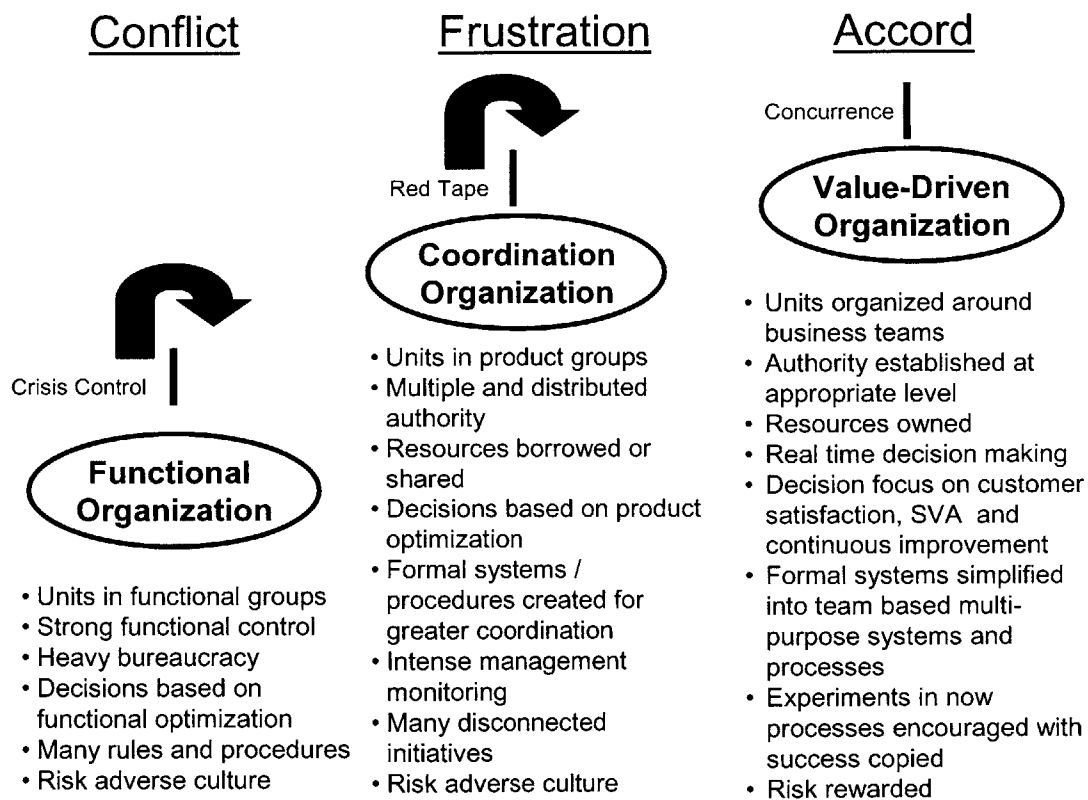 Conflict
Crisis Control
Functional
Organization
• Units in functional groups
• Strong functional control
• Heavy bureaucracy
• Decisions based on
functional optimization
• Many rules and procedures
• Risk adverse culture
Frustration
Red Tape
Coordination
Organization
• Units in product groups
• Multiple and distributed
authority
• Resources borrowed or
shared
• Decisions based on product
optimization
• Formal systems /
procedures created for
greater coordination
• Intense management
monitoring
• Many disconnected
initiatives
• Risk adverse culture
Accord
Concurrence
Value-Driven
Organization
• Units organized around
business teams
• Authority established at
appropriate level
• Resources owned
• Real time decision making
• Decision focus on customer
satisfaction, SVA and
continuous improvement
• Formal systems simplified
into team based multi-
purpose systems and
processes
• Experiments in now
processes encouraged with
success copied
• Risk rewarded